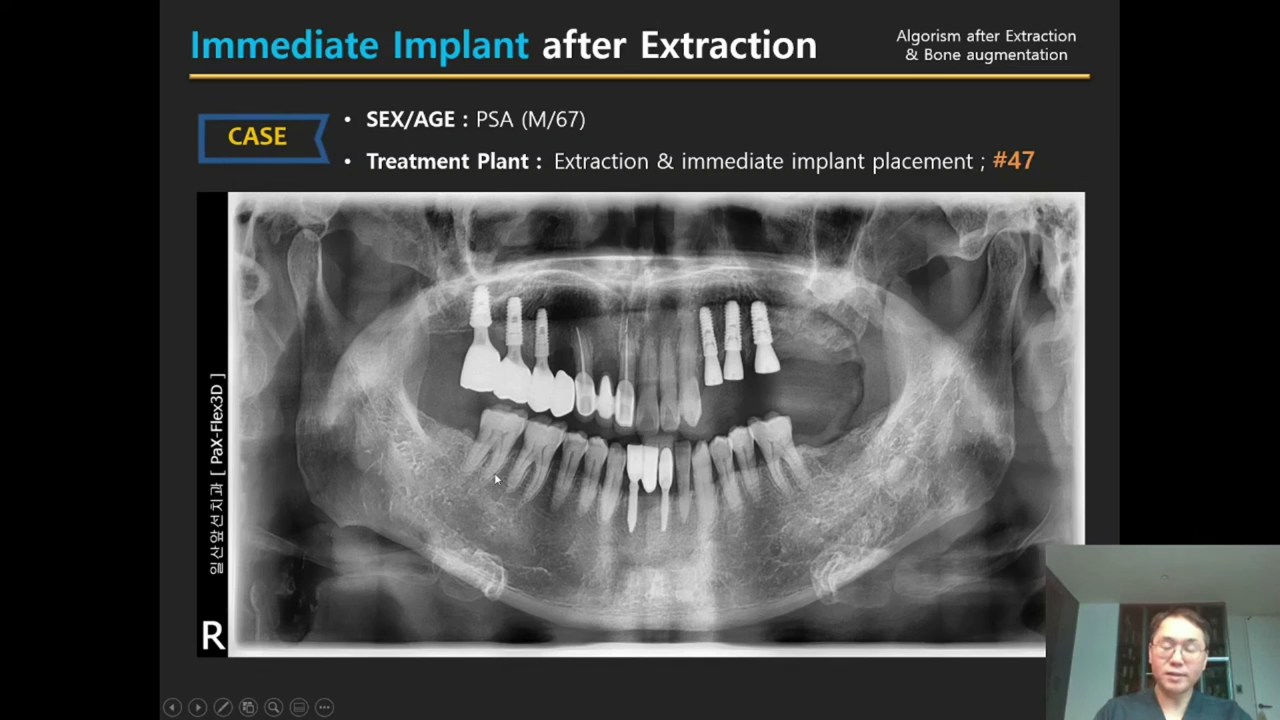 Immediate Implant after Extraction
Algorism after Extraction
& Bone augmentation
CASE
• SEX/AGE : PSA (M/67)
• Treatment Plant : Extraction & immediate implant placement ; #47
일산앞선치과 [ PaX-Flex3D ]
R